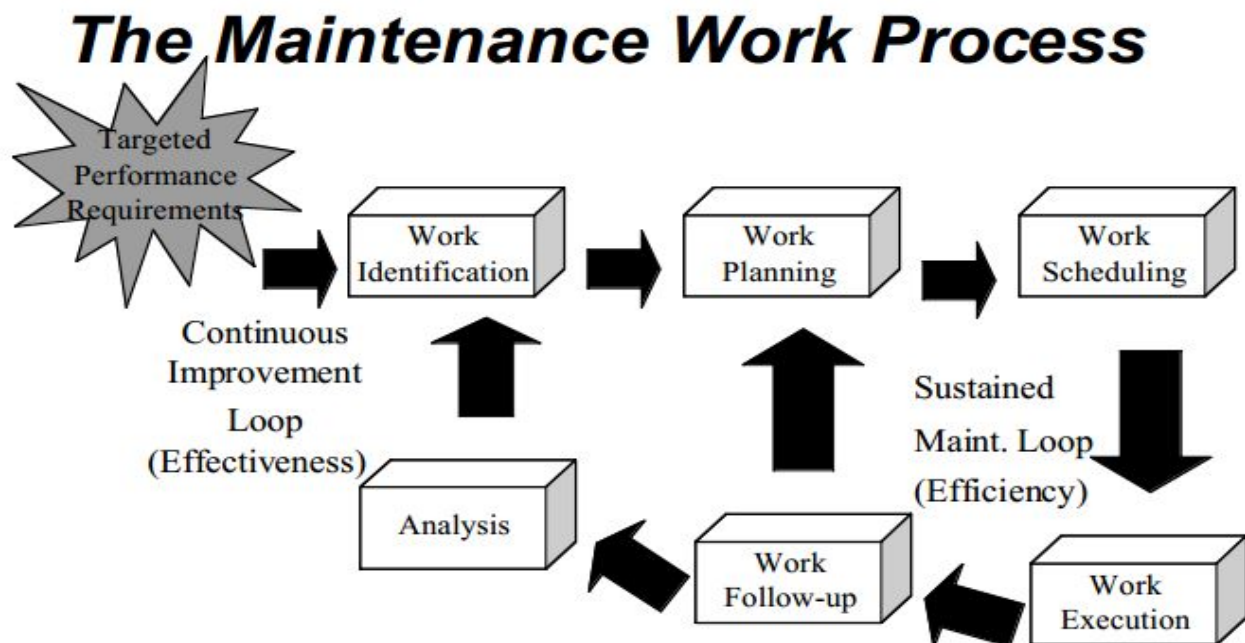 The Maintenance Work Process
Targeted
Performance
Requirements
Work
Identification
Work
Planning
Work
Scheduling
Continuous
Improvement
Loop
(Effectiveness)
Sustained
Maint. Loop
(Efficiency)
Analysis
Work
Follow-up
Work
Execution